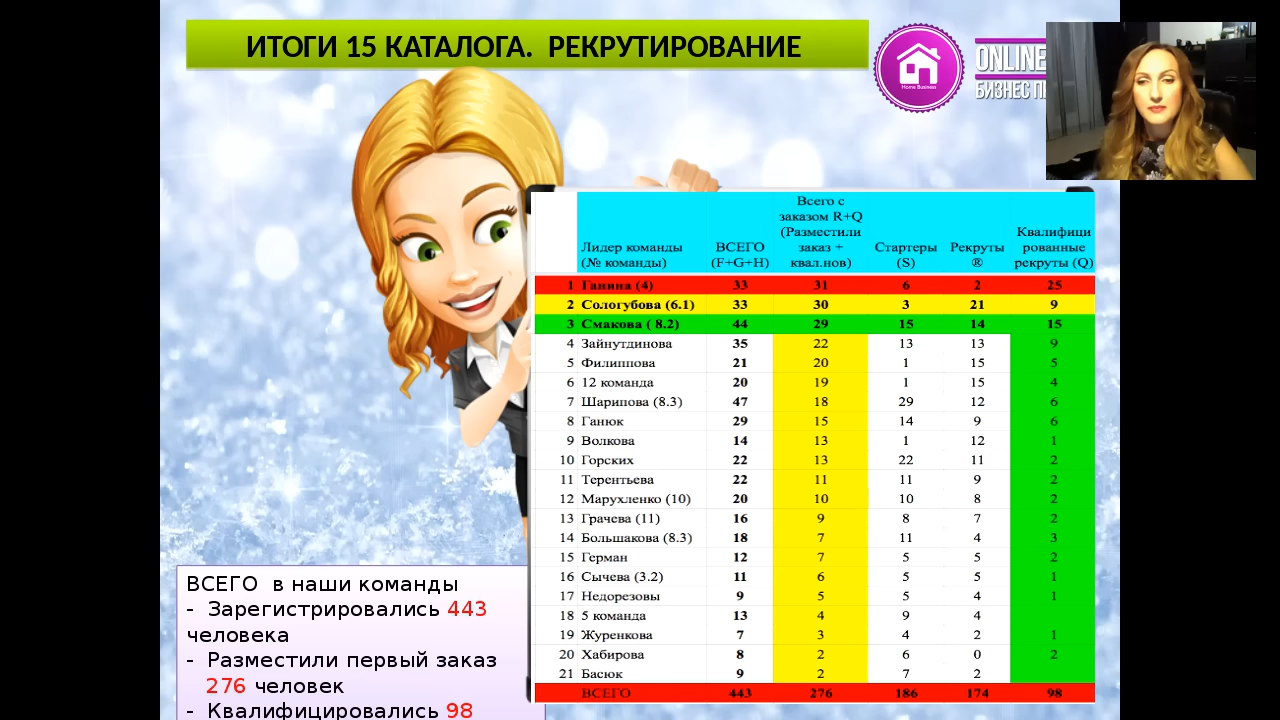 ИТОГИ 15 КАТАЛОГА. РЕКРУТИРОВАНИЕ
Home Business
ONLINE
БИЗНЕС
Лидер команды (№ команды) ВСЕГО (F+G+H) Всего с заказом R+Q (Разместили заказ + квал.нов) Стартеры (S) Рекруты ® Квалифицированные рекруты (Q)
1 Ганина (4) 33 31 6 2 25
2 Сологубова (6.1) 33 30 3 21 9
3 Смакова ( 8.2) 44 29 15 14 15
4 Зайнутдинова 35 22 13 13 9
5 Филиппова 21 20 1 15 5
6 12 команда 20 19 1 15 4
7 Шарипова (8.3) 47 18 29 12 6
8 Ганюк 29 15 14 9 6
9 Волкова 14 13 1 12 1
10 Горских 22 13 22 11 2
11 Терентьева 22 11 11 9 2
12 Марухленко (10) 20 10 10 8 2
13 Грачева (11) 16 9 8 7 2
14 Большакова (8.3) 18 7 11 4 3
15 Герман 12 7 5 5 2
16 Сычева (3.2) 11 6 5 5 1
17 Недорезовы 9 5 5 4 1
18 5 команда 13 4 9 4
19 Журенкова 7 3 4 2 1
20 Хабирова 8 2 6 0 2
21 Басюк 9 2 7 2
ВСЕГО 443 276 186 174 98
ВСЕГО в наши команды
- Зарегистрировались 443
человека
- Разместили первый заказ
276 человек
- Квалифицировались 98